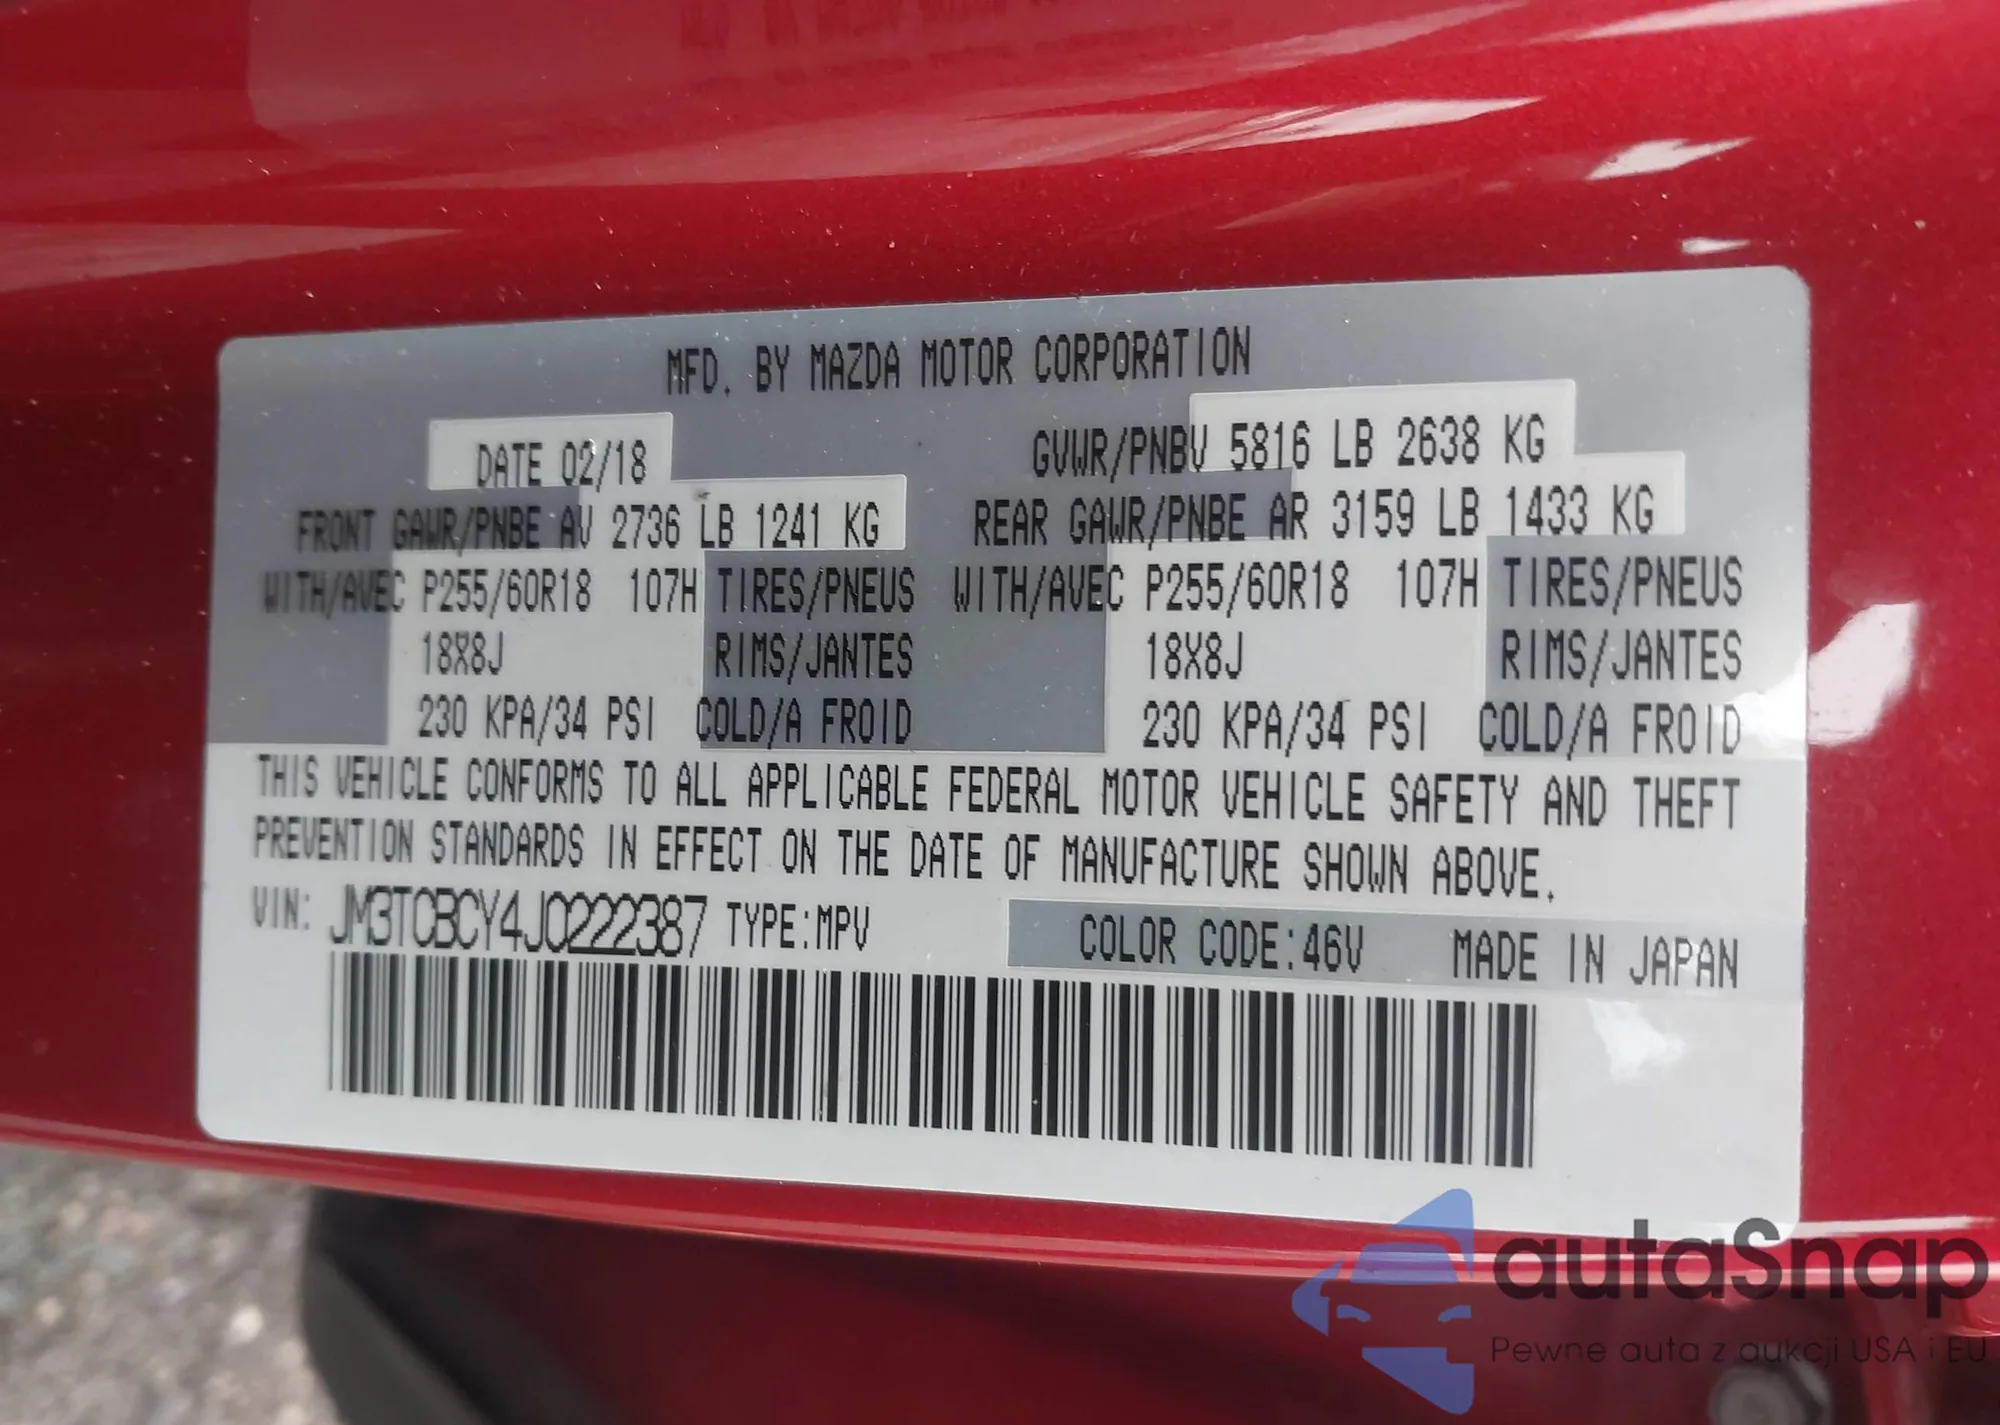 MFD. BY MAZDA MOTOR CORPORATION
DATE 02/18 GVWR/PNBV 5816 LB 2638 KG
FRONT GAWR/PNBE AV 2736 LB 1241 KG REAR GAWR/PNBE AR 3159 LB 1433 KG
WITH/AVEC P255/60R18 107H TIRES/PNEUS WITH/AVEC P255/60R18 107H TIRES/PNEUS
18X8J RIMS/JANTES 18X8J RIMS/JANTES
230 KPA/34 PSI COLD/A FROID 230 KPA/34 PSI COLD/A FROID
THIS VEHICLE CONFORMS TO ALL APPLICABLE FEDERAL MOTOR VEHICLE SAFETY AND THEFT
PREVENTION STANDARDS IN EFFECT ON THE DATE OF MANUFACTURE SHOWN ABOVE.
VIN: JM3TCBCY4J0222387 TYPE:MPV COLOR CODE:46V MADE IN JAPAN
autaSnap
Pewne auta z aukcji USA i EU